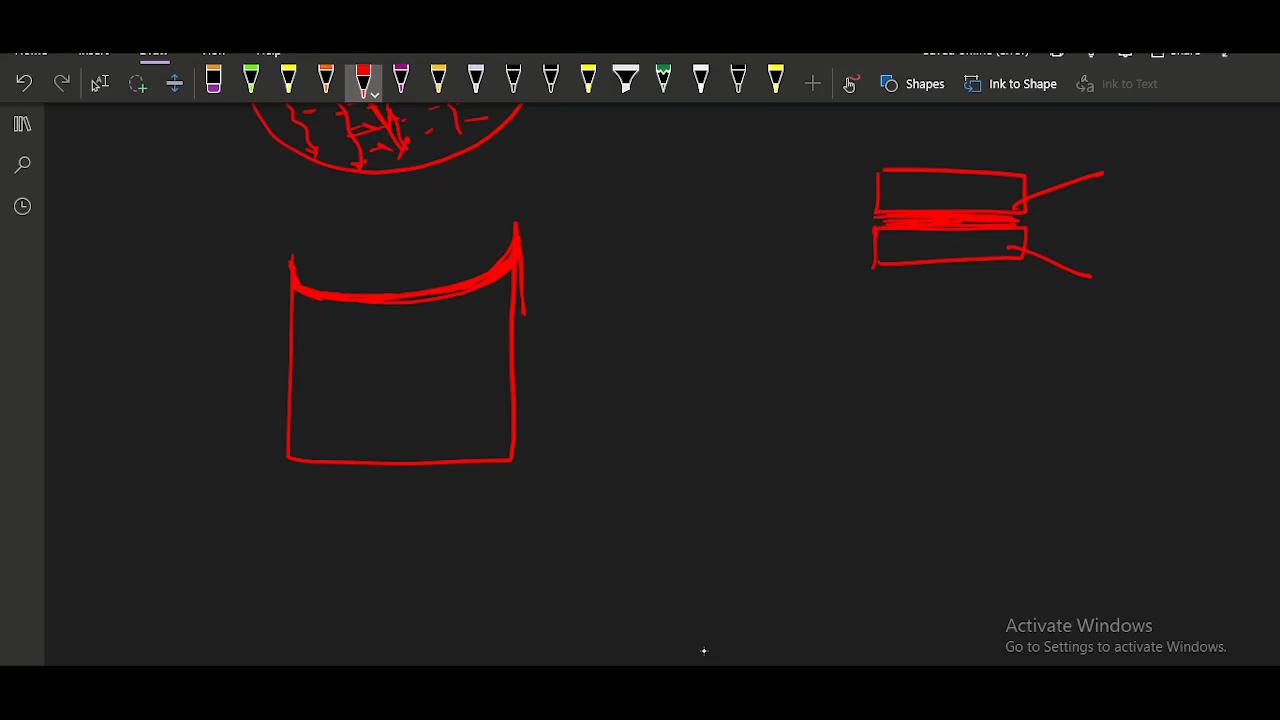 Shapes
Ink to Shape
Ink to Text
Activate Windows
Go to Settings to activate Windows.